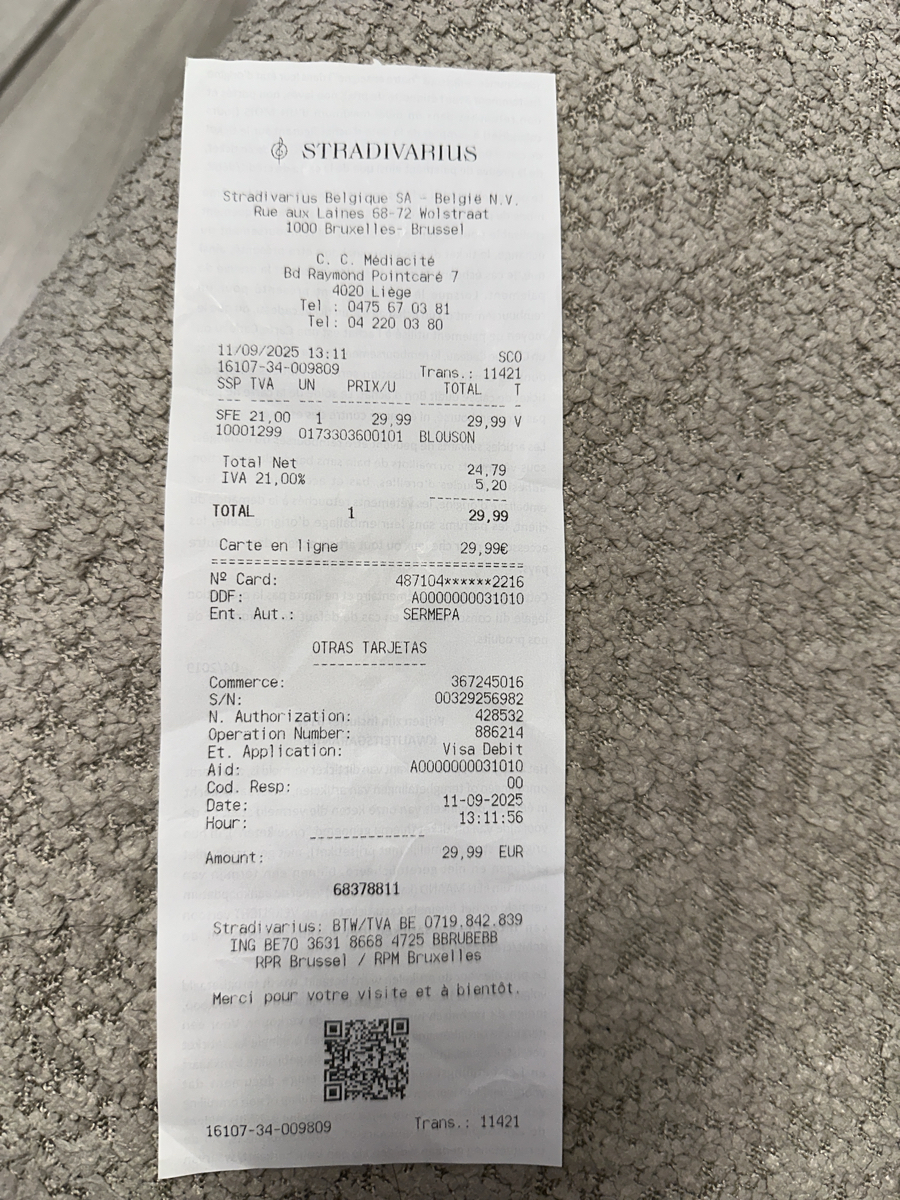 STRADIVARIUS
Stradivarius Belgique SA - België N.V.
Rue aux Laines 68-72 Wolstraat
1000 Bruxelles- Brussel
C. C. Médiacité
Bd Raymond Pointcaré 7
4020 Liège
Tel : 0475 67 03 81
Tel: 04 220 03 80
11/09/2025 13:11 SCO
16107-34-009809 Trans.: 11421
SSP TVA UN PRIX/U TOTAL T
SFE 21,00 1 29,99 29,99 V
10001299 0173303600101 BLOUSON
Total Net 24,79
IVA 21,00% 5,20
TOTAL 1 29,99
Carte en ligne 29,99€
Nº Card: 487104******2216
DDF: A0000000031010
Ent. Aut.: SERMEPA
OTRAS TARJETAS
Commerce: 367245016
S/N: 00329256982
N. Authorization: 428532
Operation Number: 886214
Et. Application: Visa Debit
Aid: A0000000031010
Cod. Resp: 00
Date: 11-09-2025
Hour: 13:11:56
Amount: 29,99 EUR
68378811
Stradivarius: BTW/TVA BE 0719.842.839
ING BE70 3631 8668 4725 BBRUBEBB
RPR Brussel / RPM Bruxelles
Merci pour votre visite et à bientôt.
16107-34-009809 Trans.: 11421